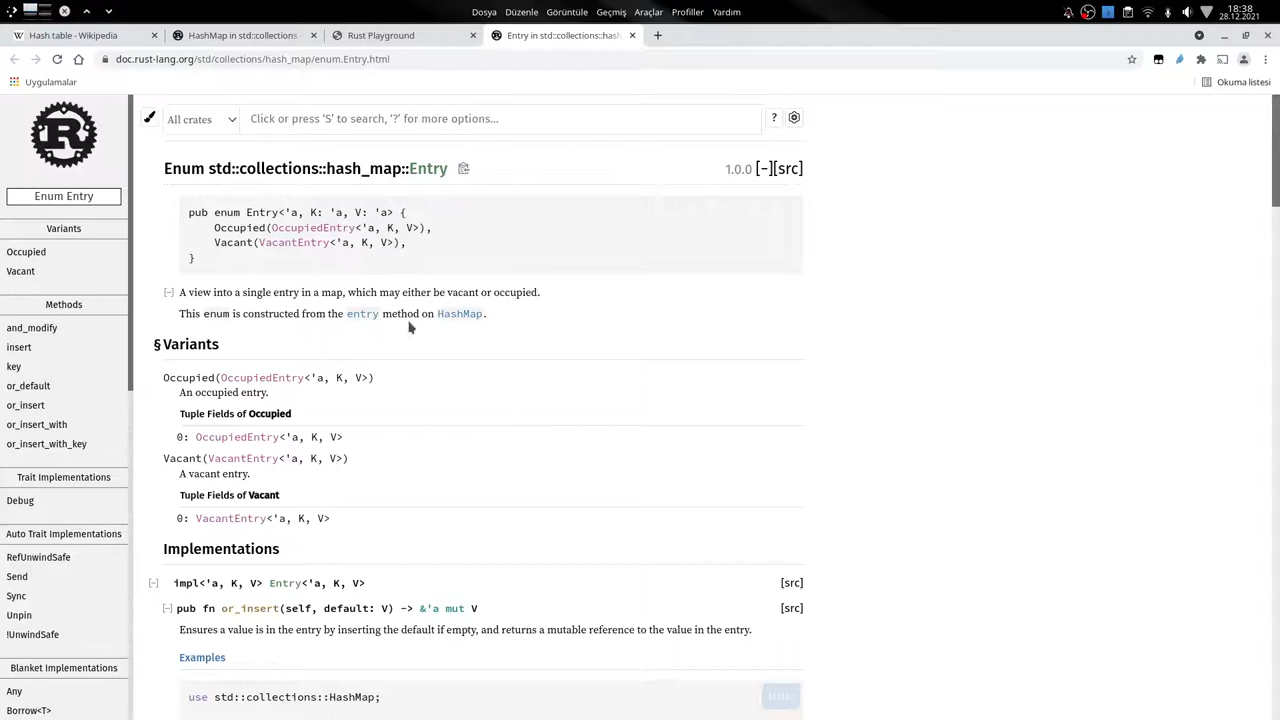 Dosya Düzenle Görüntüle Geçmiş Araçlar Profiller Yardım
18:38
28.12.2021
Hash table - Wikipedia
HashMap in std::collections -
Rust Playground
Entry in std::collections::hash
doc.rust-lang.org/std/collections/hash_map/enum.Entry.html
Uygulamalar
Okuma listesi
R
Enum Entry
Variants
Occupied
Vacant
Methods
and_modify
insert
key
or_default
or_insert
or_insert_with
or_insert_with_key
Trait Implementations
Debug
Auto Trait Implementations
RefUnwindSafe
Send
Sync
Unpin
!UnwindSafe
Blanket Implementations
Any
Borrow<T>
All crates
Click or press ‘S’ to search, ‘?’ for more options…
?
Enum std::collections::hash_map::Entry
1.0.0 [−][src]
pub enum Entry<'a, K: 'a, V: 'a> {
Occupied(OccupiedEntry<'a, K, V>),
Vacant(VacantEntry<'a, K, V>),
}
[−] A view into a single entry in a map, which may either be vacant or occupied.
This enum is constructed from the entry method on HashMap.
§ Variants
Occupied(OccupiedEntry<'a, K, V>)
An occupied entry.
Tuple Fields of Occupied
0: OccupiedEntry<'a, K, V>
Vacant(VacantEntry<'a, K, V>)
A vacant entry.
Tuple Fields of Vacant
0: VacantEntry<'a, K, V>
Implementations
[−] impl<'a, K, V> Entry<'a, K, V> [src]
[−] pub fn or_insert(self, default: V) -> &'a mut V [src]
Ensures a value is in the entry by inserting the default if empty, and returns a mutable reference to the value in the entry.
Examples
use std::collections::HashMap;